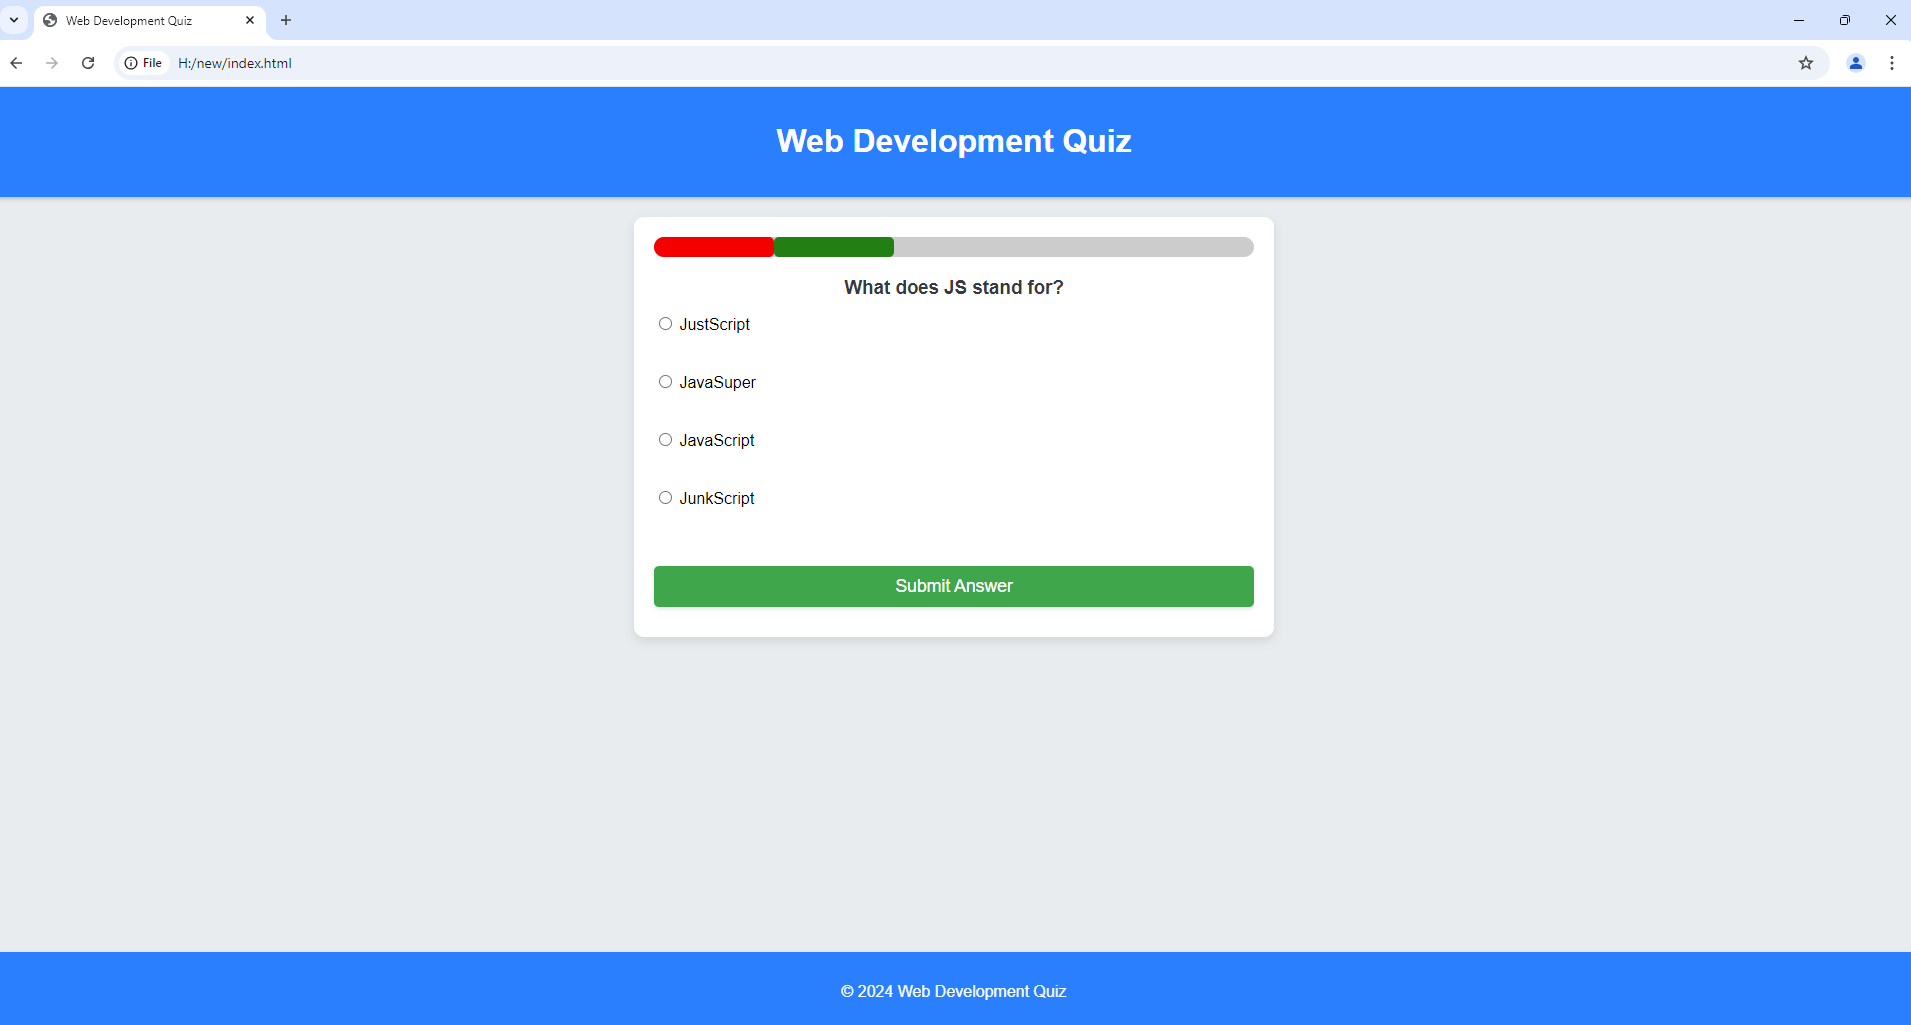 Web Development Quiz
File H:/new/index.html
Web Development Quiz
What does JS stand for?
JustScript
JavaSuper
JavaScript
JunkScript
Submit Answer
© 2024 Web Development Quiz